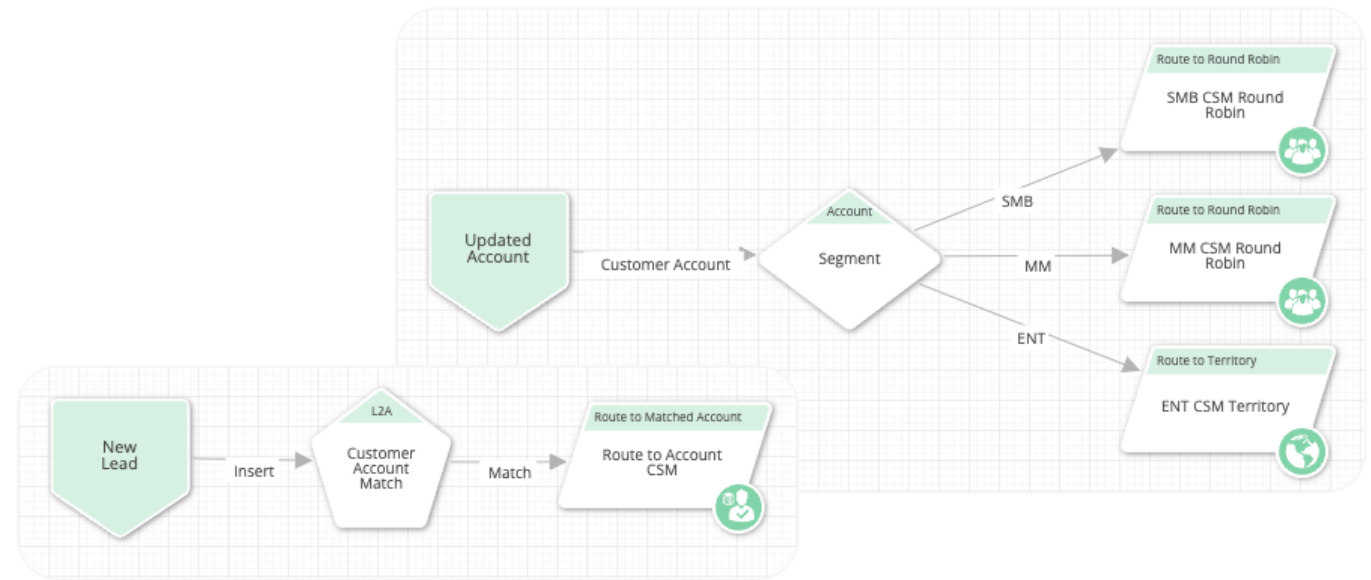 Route to Round Robin
SMB CSM Round
Robin
SMB
Updated
Account
Customer Account
Account
Segment
Route to Round Robin
MM CSM Round
Robin
MM
ENT
Route to Territory
ENT CSM Territory
New
Lead
Insert
L2A
Customer
Account
Match
Match
Route to Matched Account
Route to Account
CSM